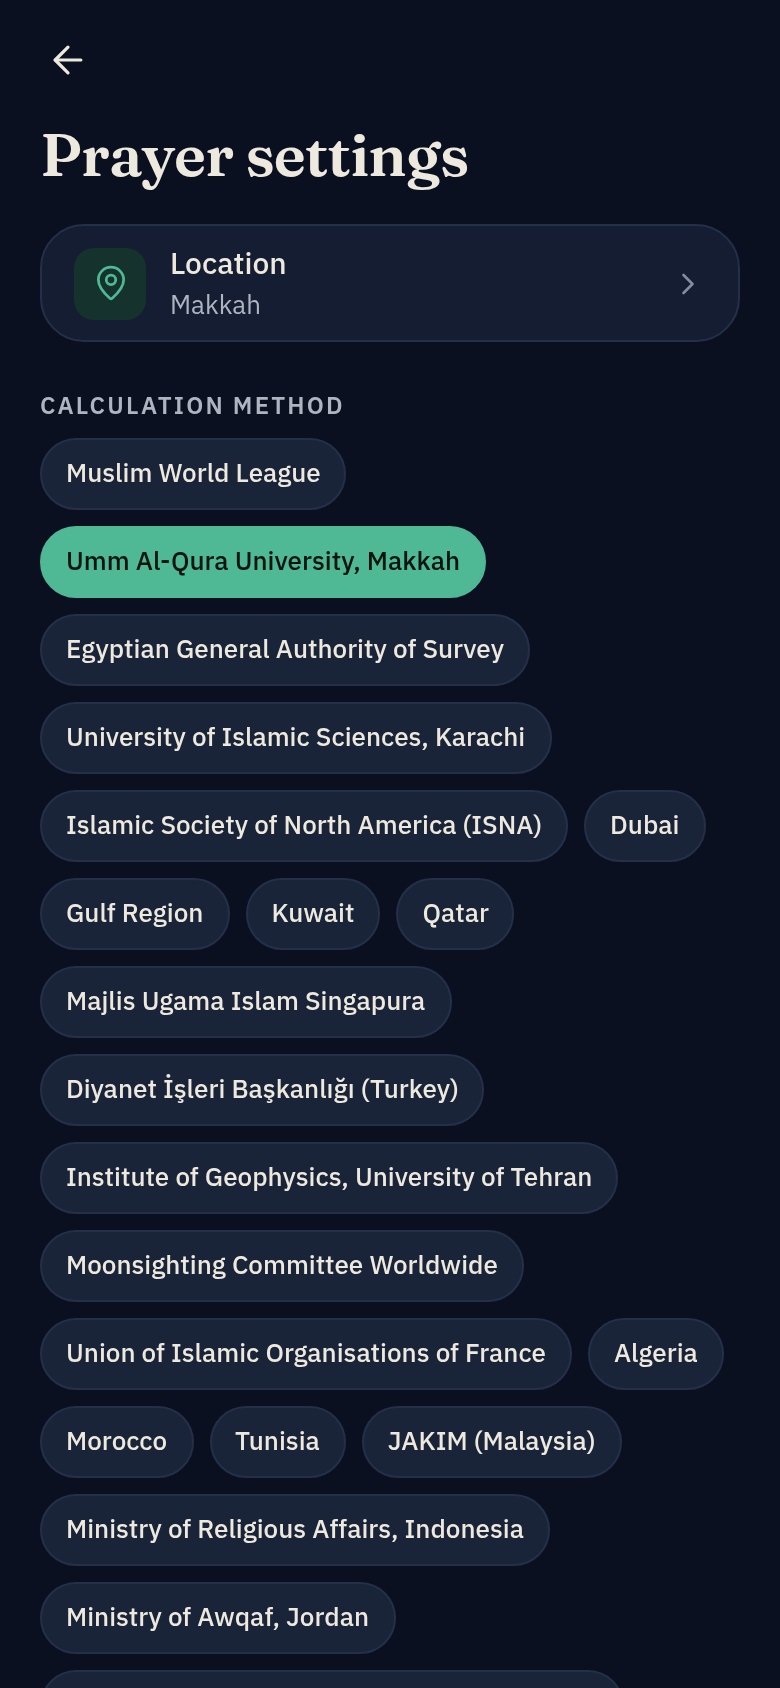 Prayer settings
Location
Makkah
CALCULATION METHOD
Muslim World League
Umm Al-Qura University, Makkah
Egyptian General Authority of Survey
University of Islamic Sciences, Karachi
Islamic Society of North America (ISNA) Dubai
Gulf Region Kuwait Qatar
Majlis Ugama Islam Singapura
Diyanet İşleri Başkanlığı (Turkey)
Institute of Geophysics, University of Tehran
Moonsighting Committee Worldwide
Union of Islamic Organisations of France Algeria
Morocco Tunisia JAKIM (Malaysia)
Ministry of Religious Affairs, Indonesia
Ministry of Awqaf, Jordan